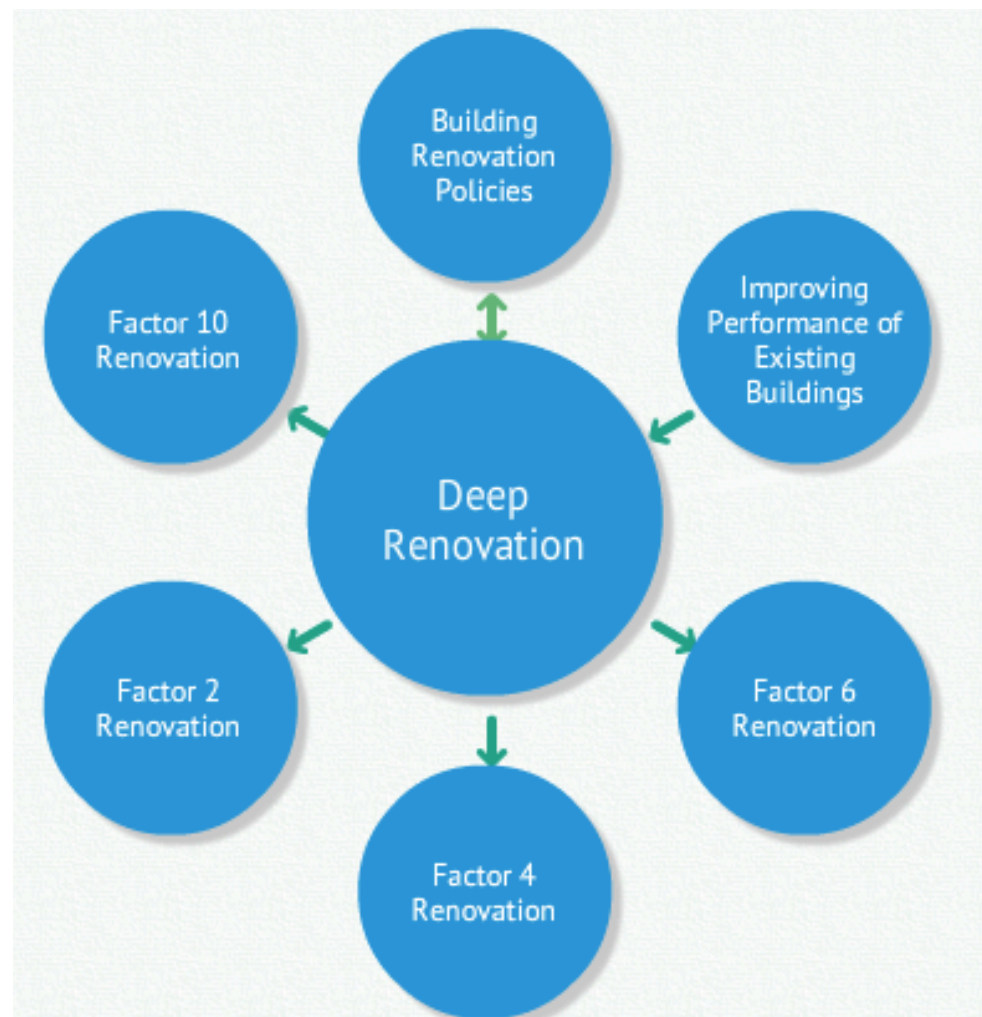 Building
Renovation
Policies
Factor 10
Renovation
Improving
Performance of
Existing
Buildings
Deep
Renovation
Factor 2
Renovation
Factor 6
Renovation
Factor 4
Renovation